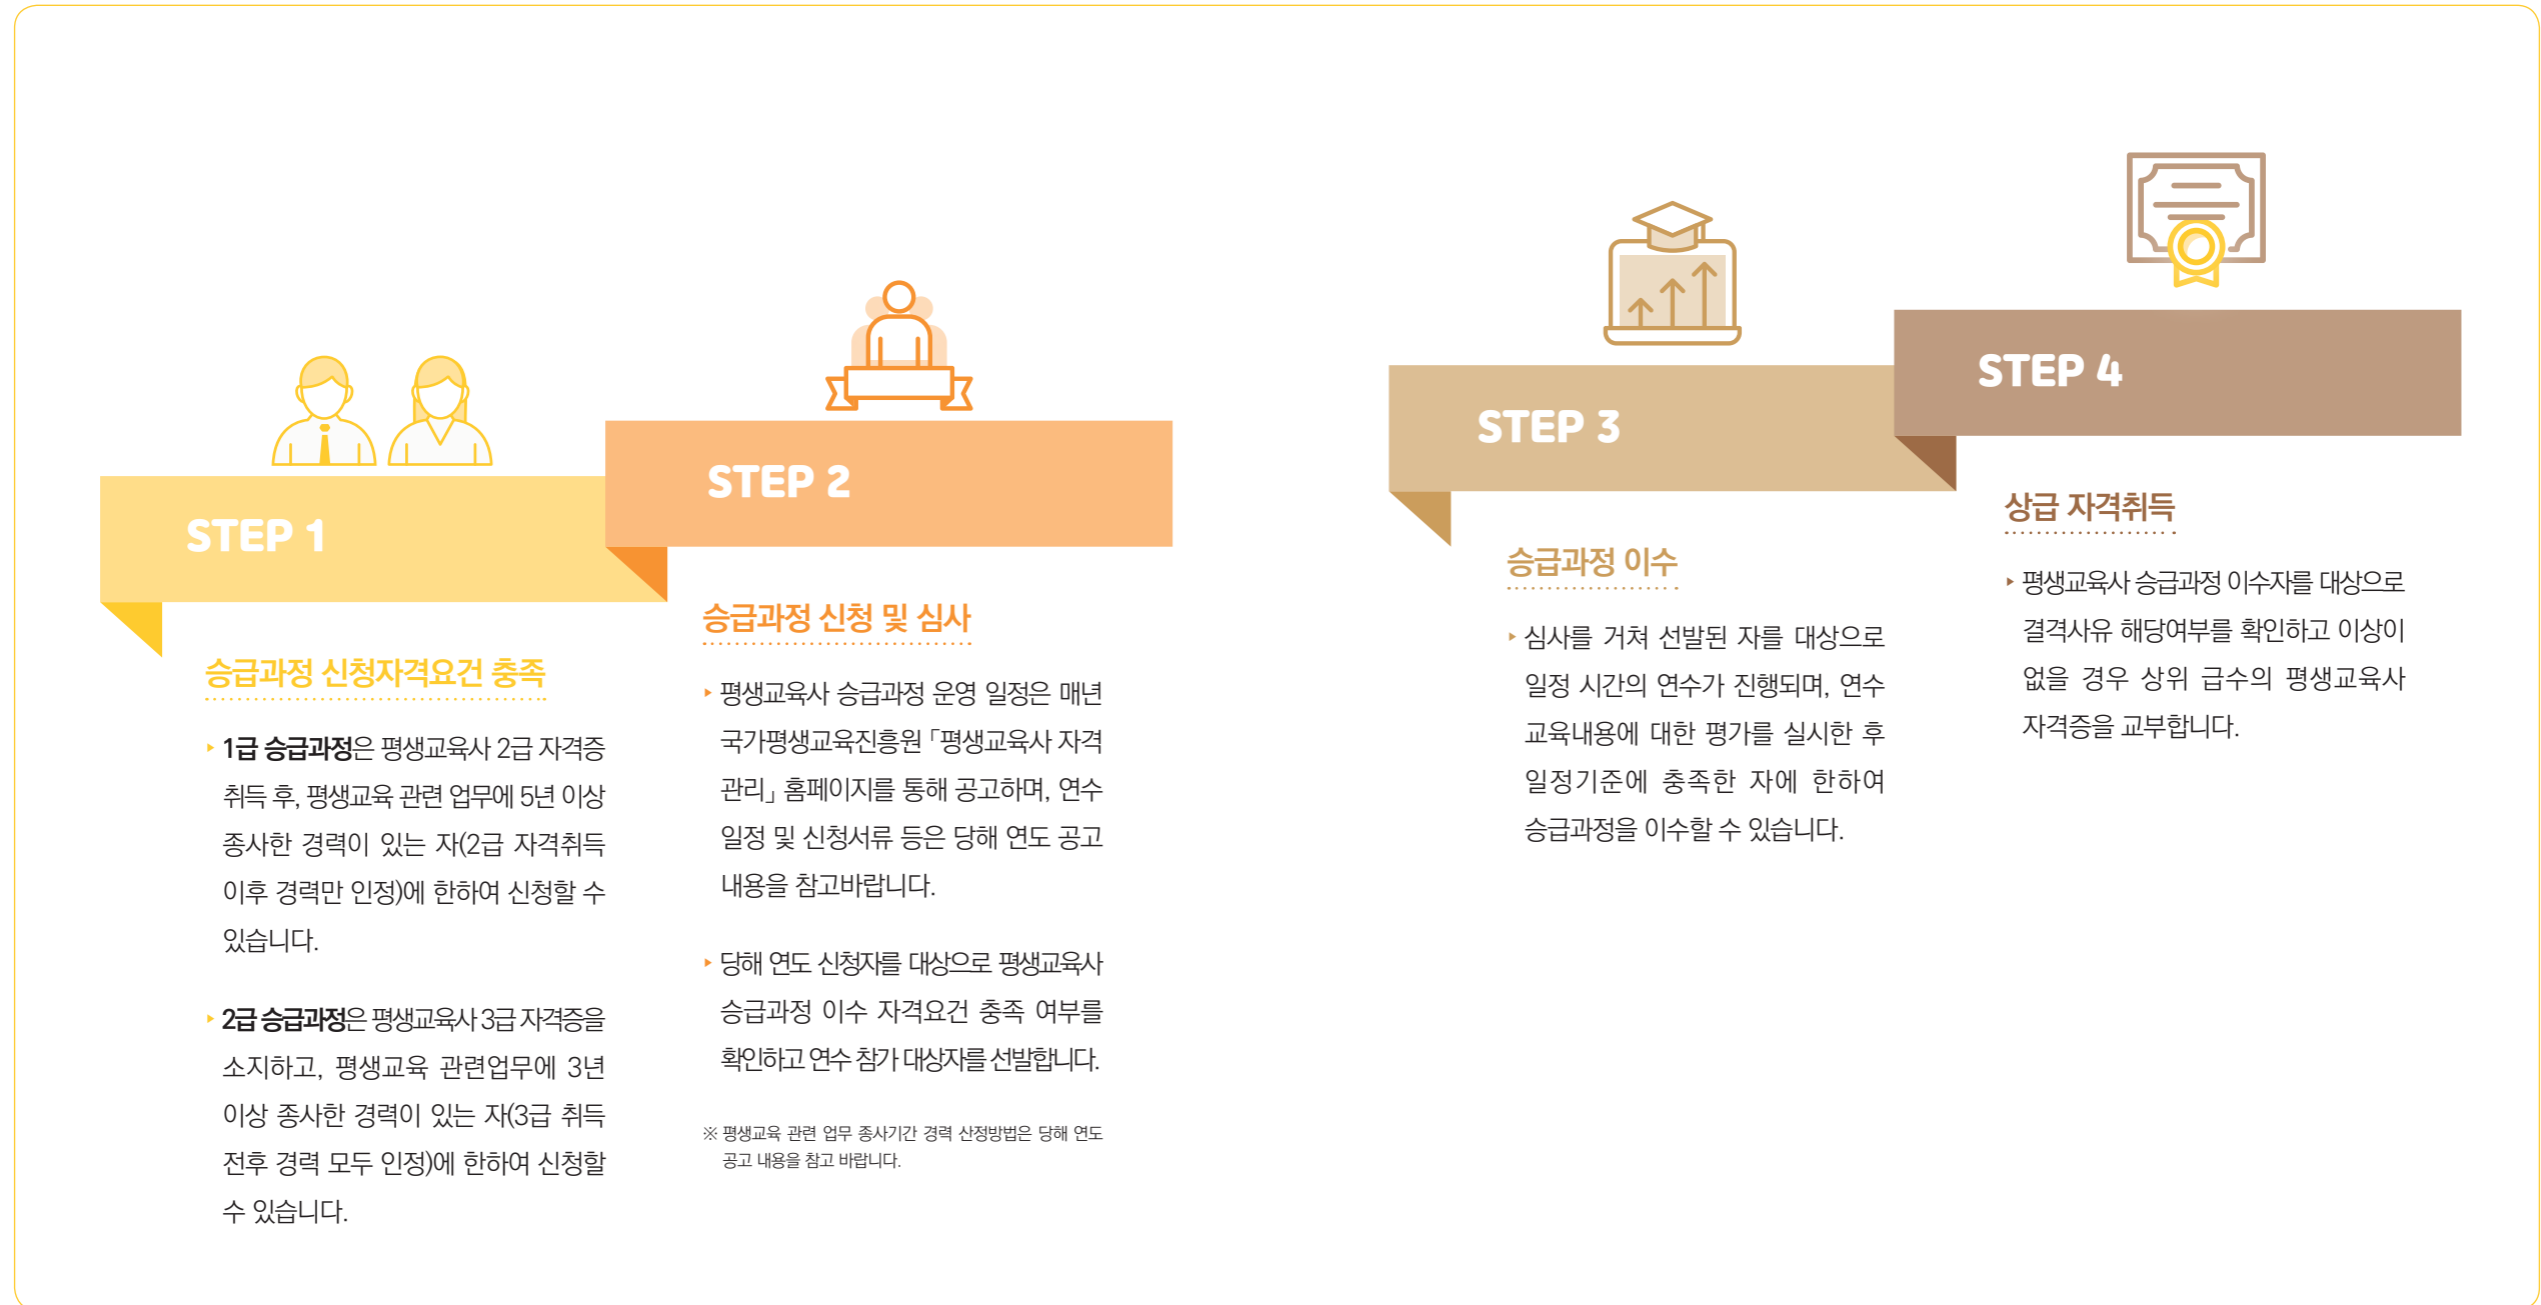 STEP 1
승급과정 신청자격요건 충족
▸ 1급 승급과정은 평생교육사 2급 자격증
취득 후, 평생교육 관련 업무에 5년 이상
종사한 경력이 있는 자(2급 자격취득
이후 경력만 인정)에 한하여 신청할 수
있습니다.
▸ 2급 승급과정은 평생교육사 3급 자격증을
소지하고, 평생교육 관련업무에 3년
이상 종사한 경력이 있는 자(3급 취득
전후 경력 모두 인정)에 한하여 신청할
수 있습니다.
STEP 2
승급과정 신청 및 심사
▸ 평생교육사 승급과정 운영 일정은 매년
국가평생교육진흥원 「평생교육사 자격
관리」 홈페이지를 통해 공고하며, 연수
일정 및 신청서류 등은 당해 연도 공고
내용을 참고바랍니다.
▸ 당해 연도 신청자를 대상으로 평생교육사
승급과정 이수 자격요건 충족 여부를
확인하고 연수 참가 대상자를 선발합니다.
※ 평생교육 관련 업무 종사기간 경력 산정방법은 당해 연도
공고 내용을 참고 바랍니다.
STEP 3
승급과정 이수
▸ 심사를 거쳐 선발된 자를 대상으로
일정 시간의 연수가 진행되며, 연수
교육내용에 대한 평가를 실시한 후
일정기준에 충족한 자에 한하여
승급과정을 이수할 수 있습니다.
STEP 4
상급 자격취득
▸ 평생교육사 승급과정 이수자를 대상으로
결격사유 해당여부를 확인하고 이상이
없을 경우 상위 급수의 평생교육사
자격증을 교부합니다.